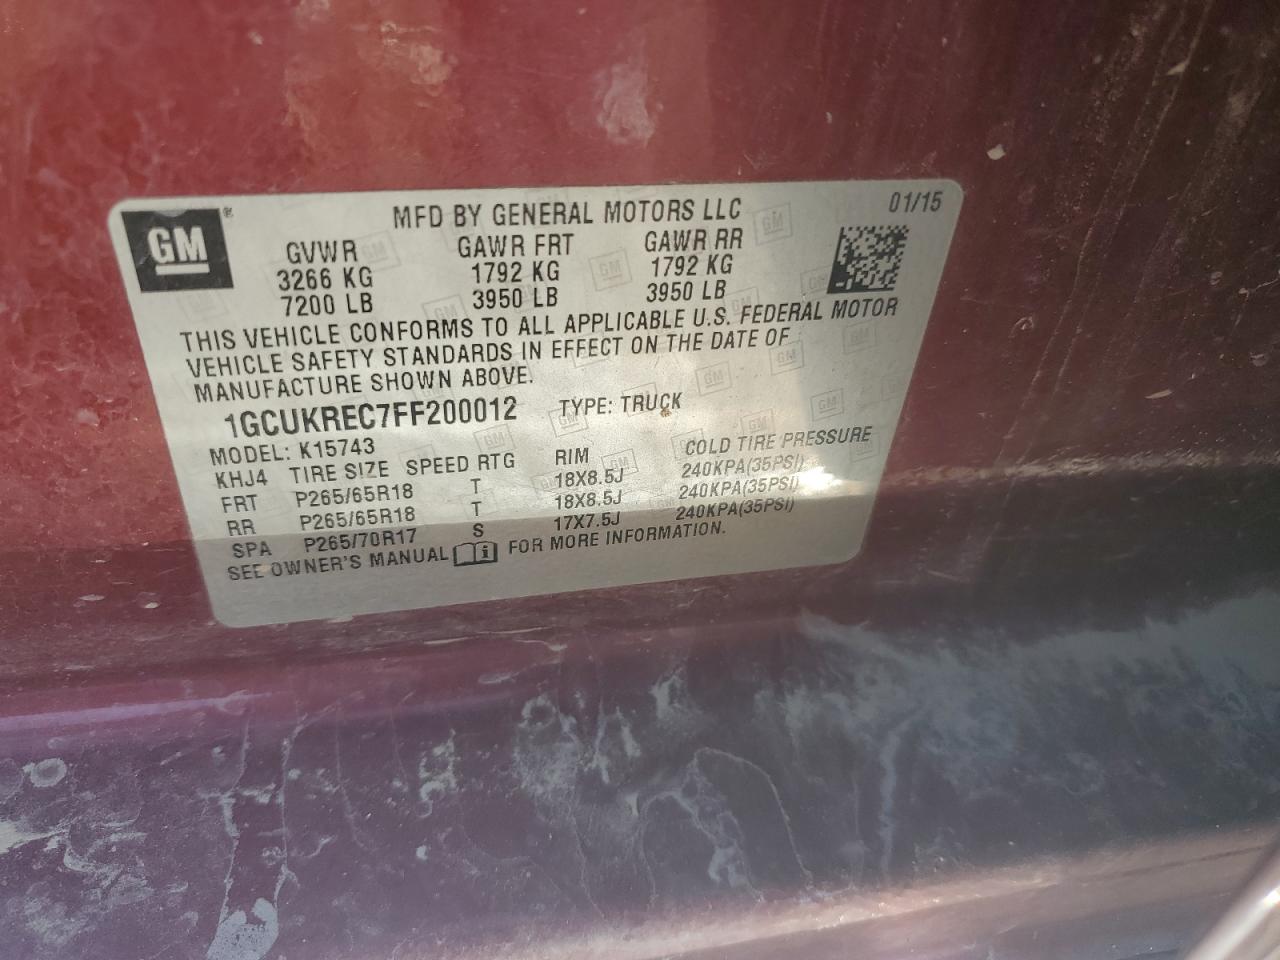 GM® MFD BY GENERAL MOTORS LLC 01/15
GVWR GAWR FRT GAWR RR
3266 KG 1792 KG 1792 KG
7200 LB 3950 LB 3950 LB
THIS VEHICLE CONFORMS TO ALL APPLICABLE U.S. FEDERAL MOTOR
VEHICLE SAFETY STANDARDS IN EFFECT ON THE DATE OF
MANUFACTURE SHOWN ABOVE.
1GCUKREC7FF200012 TYPE: TRUCK
MODEL: K15743
KHJ4 TIRE SIZE SPEED RTG RIM COLD TIRE PRESSURE
FRT P265/65R18 T 18X8.5J 240KPA(35PSI)
RR P265/65R18 T 18X8.5J 240KPA(35PSI)
SPA P265/70R17 S 17X7.5J 240KPA(35PSI)
SEE OWNER'S MANUAL i FOR MORE INFORMATION.